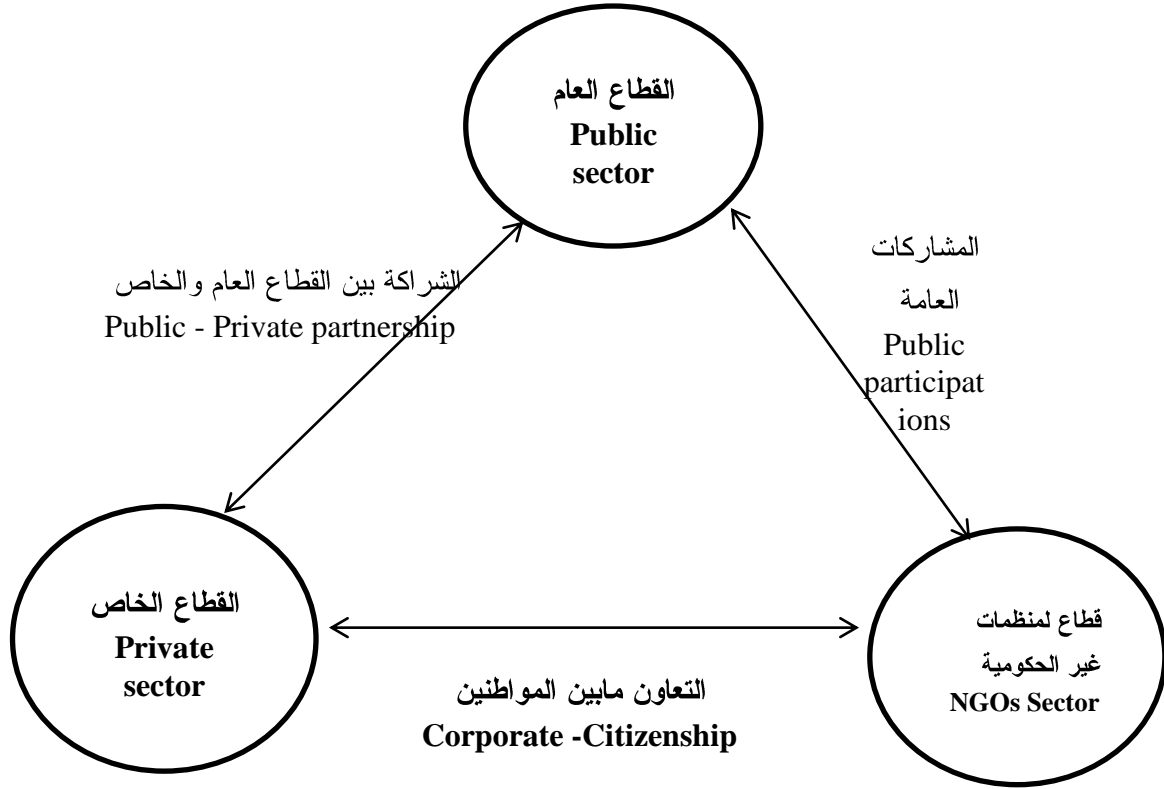 القطاع العام
Public
sector
الشراكة بين القطاع العام والخاص
Public - Private partnership
المشاركات
العامة
Public
participat
ions
القطاع الخاص
Private
sector
التعاون مابين المواطنين
Corporate -Citizenship
قطاع لمنظمات
غير الحكومية
NGOs Sector